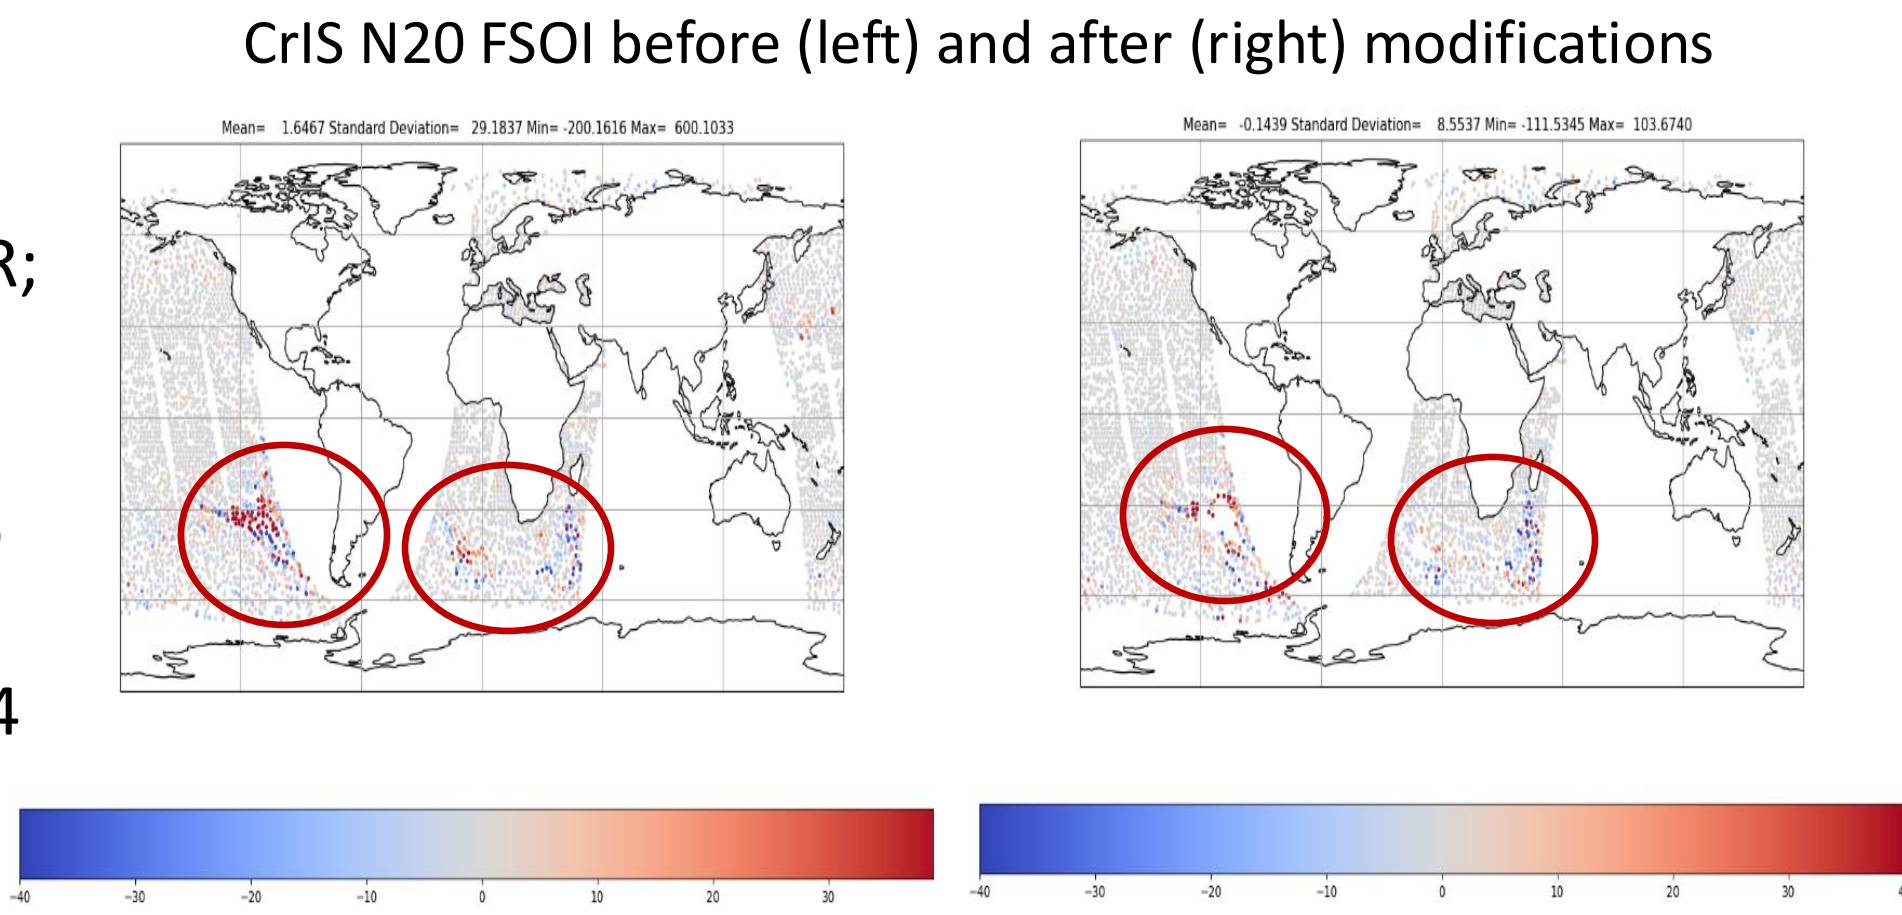 CrIS N20 FSOI before (left) and after (right) modifications
Mean= 1.6467 Standard Deviation= 29.1837 Min= -200.1616 Max= 600.1033
Mean= -0.1439 Standard Deviation= 8.5537 Min= -111.5345 Max= 103.6740
R;
4
−40 −30 −20 −10 0 10 20 30
−40 −30 −20 −10 0 10 20 30 4